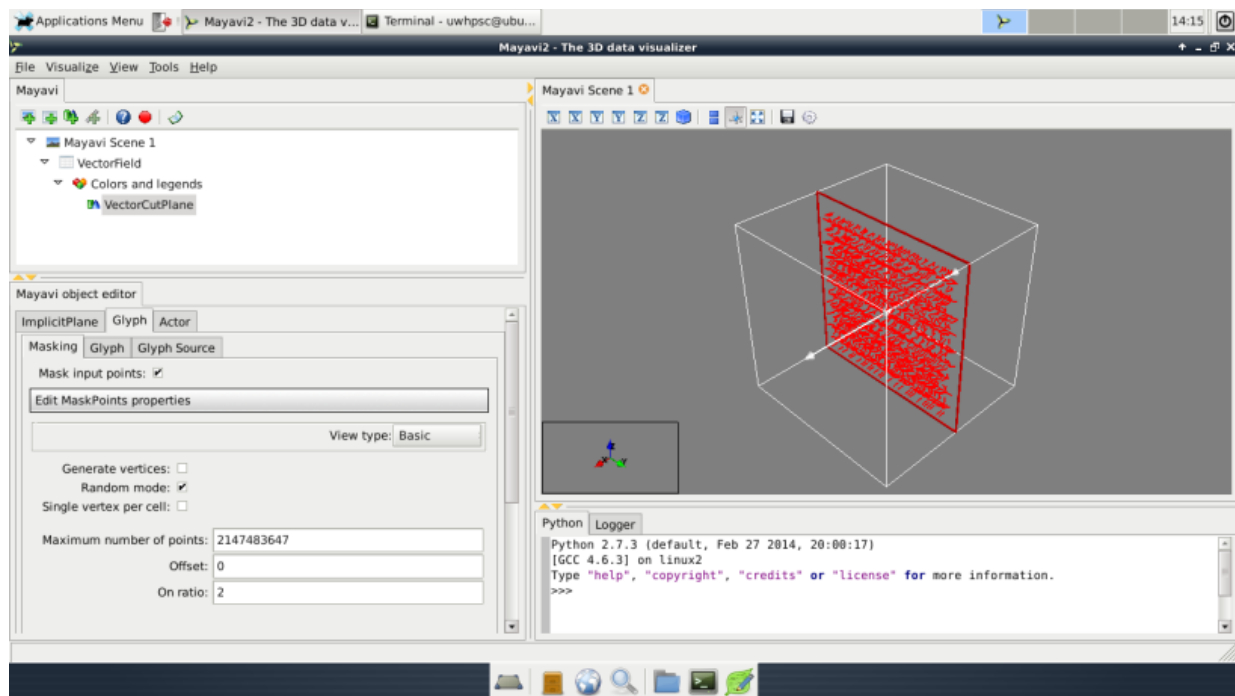 Applications Menu Mayavi2 - The 3D data v... Terminal - uwhpsc@ubu... 14:15
Mayavi2 - The 3D data visualizer
File Visualize View Tools Help
Mayavi
Mayavi Scene 1
VectorField
Colors and legends
VectorCutPlane
Mayavi object editor
ImplicitPlane Glyph Actor
Masking Glyph Glyph Source
Mask input points:
Edit MaskPoints properties
View type: Basic
Generate vertices:
Random mode:
Single vertex per cell:
Maximum number of points: 2147483647
Offset: 0
On ratio: 2
Mayavi Scene 1
X X Y Y Z Z
Python Logger
Python 2.7.3 (default, Feb 27 2014, 20:00:17)
[GCC 4.6.3] on linux2
Type "help", "copyright", "credits" or "license" for more information.
>>>